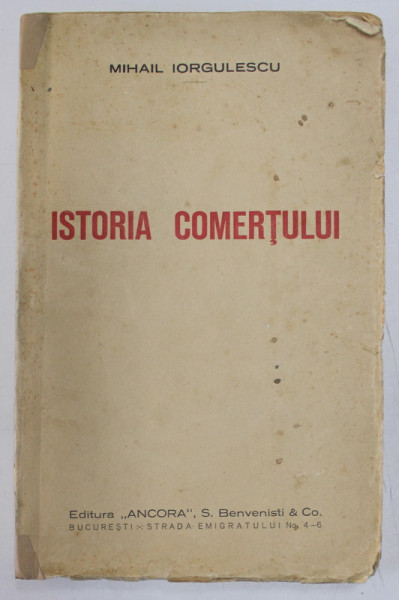 MIHAIL IORGULESCU
ISTORIA COMERȚULUI
Editura „ANCORA", S. Benvenisti & Co.
BUCUREȘTI : STRADA EMIGRATULUI No, 4—6